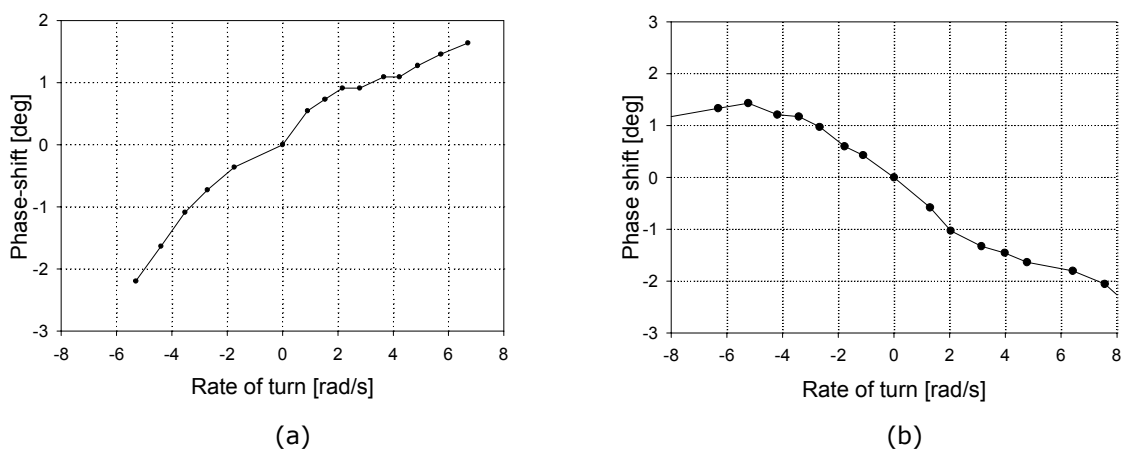 2
1
0
-1
-2
-3
Phase-shift [deg]
-8 -6 -4 -2 0 2 4 6 8
Rate of turn [rad/s]
(a)
3
2
1
0
-1
-2
-3
Phase shift [deg]
-8 -6 -4 -2 0 2 4 6 8
Rate of turn [rad/s]
(b)